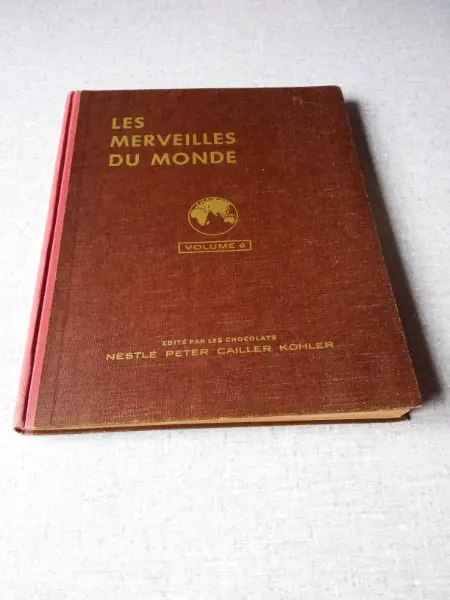 LES
MERVEILLES
DU MONDE
VOLUME 6
EDITÉ PAR LES CHOCOLATS
NESTLÉ PETER CAILLER KOHLER